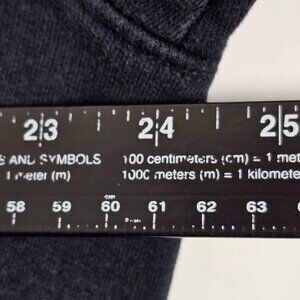 23 24 25
AND SYMBOLS 100 centimeters (cm) = 1 met
1 meter (m) 1000 meters (m) = 1 kilomete
cm
58 59 60 61 62 63